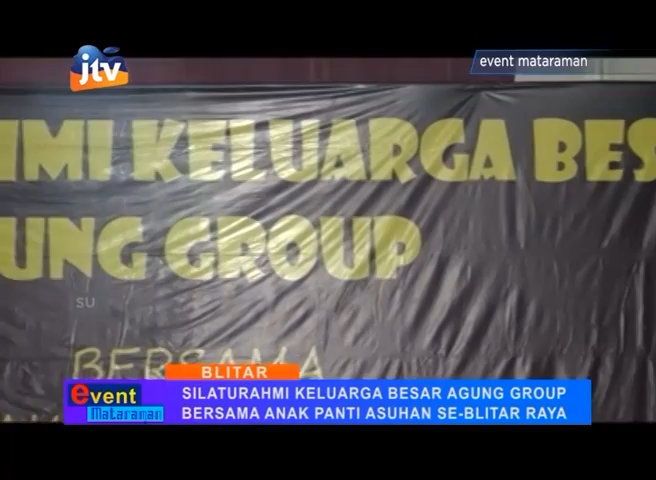 jtv
event mataraman
IMI KELUARGA BES
UNG GROUP
SU
BERSAMA
BLITAR
event
Mataraman
SILATURAHMI KELUARGA BESAR AGUNG GROUP
BERSAMA ANAK PANTI ASUHAN SE-BLITAR RAYA